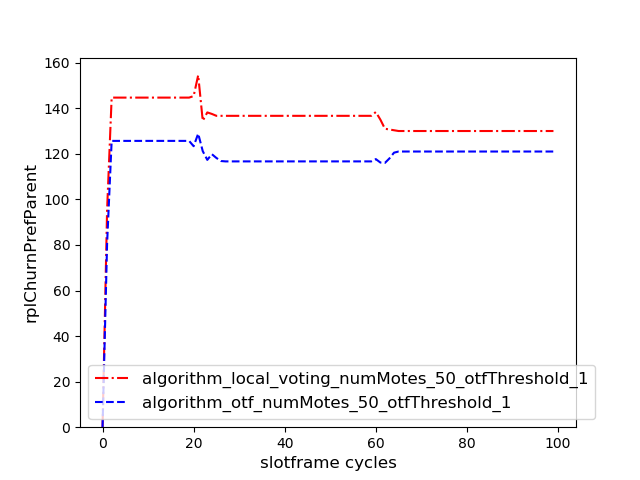 160
140
120
100
80
60
40
20
0
rplChurnPrefParent
algorithm_local_voting_numMotes_50_otfThreshold_1
algorithm_otf_numMotes_50_otfThreshold_1
0 20 40 60 80 100
slotframe cycles